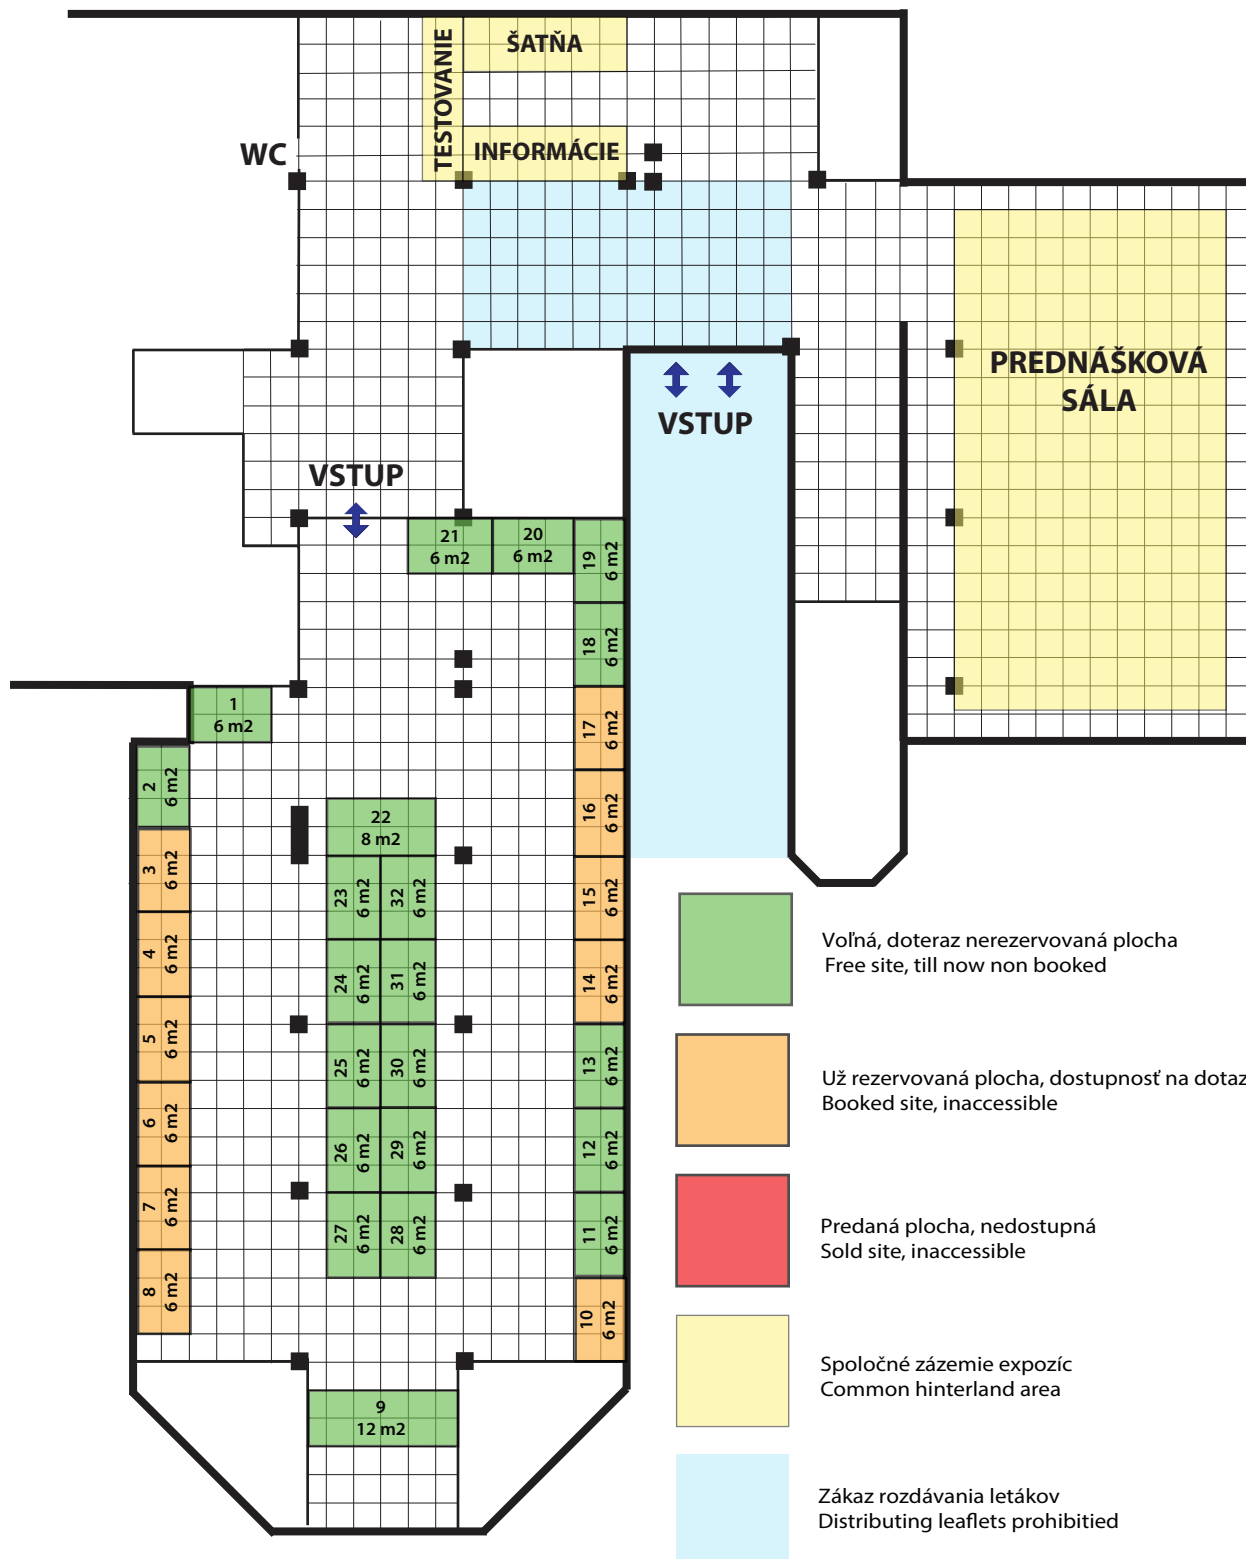 TESTOVANIE
ŠATŇA
INFORMÁCIE
WC
PREDNÁŠKOVÁ
SÁLA
VSTUP
VSTUP
21
6 m2
20
6 m2
19
6 m2
18
6 m2
17
6 m2
16
6 m2
15
6 m2
14
6 m2
13
6 m2
12
6 m2
11
6 m2
10
6 m2
1
6 m2
2
6 m2
3
6 m2
4
6 m2
5
6 m2
6
6 m2
7
6 m2
8
6 m2
22
8 m2
23
6 m2
32
6 m2
24
6 m2
31
6 m2
25
6 m2
30
6 m2
26
6 m2
29
6 m2
27
6 m2
28
6 m2
9
12 m2
Voľná, doteraz nerezervovaná plocha
Free site, till now non booked
Už rezervovaná plocha, dostupnosť na dotaz
Booked site, inaccessible
Predaná plocha, nedostupná
Sold site, inaccessible
Spoločné zázemie expozíc
Common hinterland area
Zákaz rozdávania letákov
Distributing leaflets prohibitied